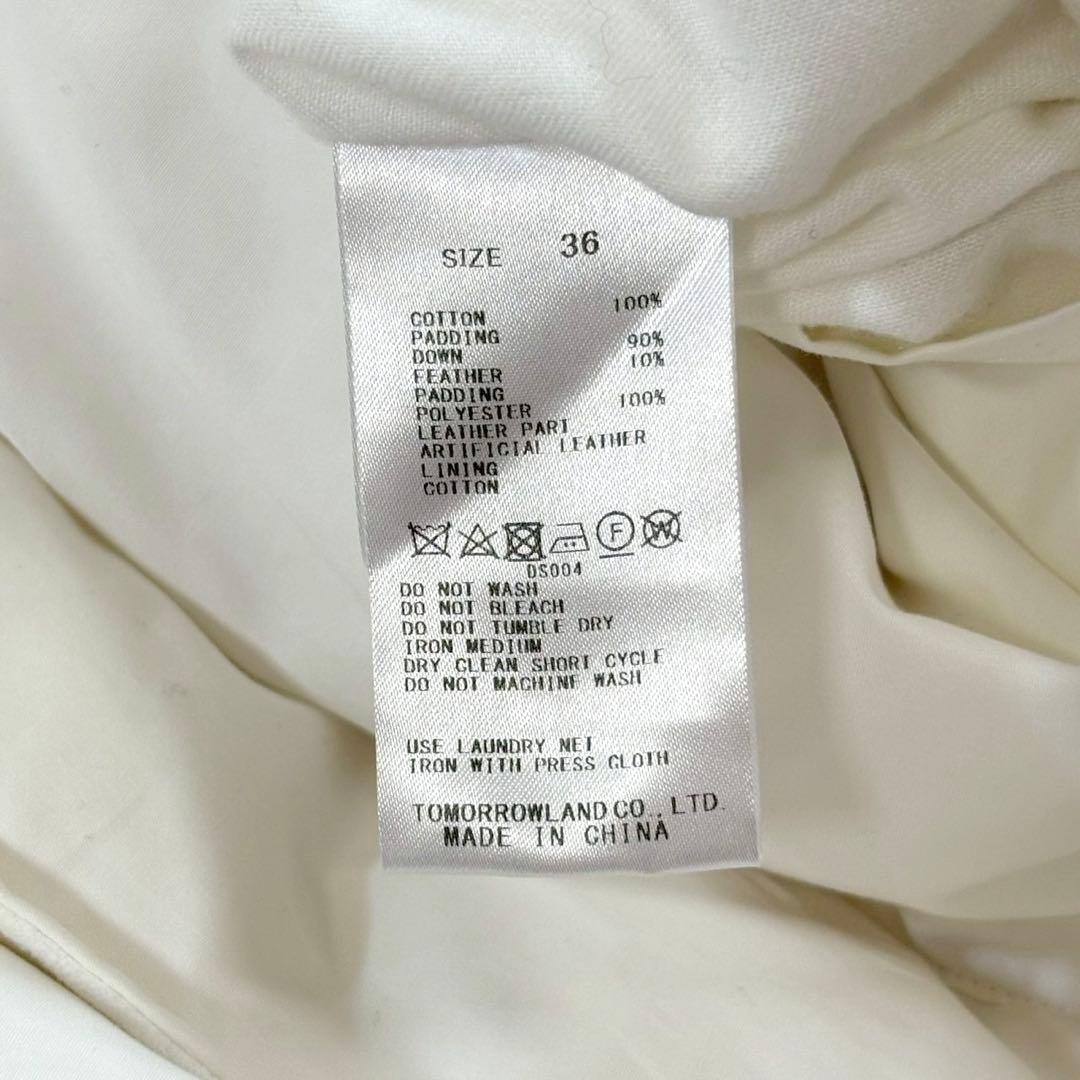 SIZE 36
COTTON 100%
PADDING
DOWN 90%
FEATHER 10%
PADDING
POLYESTER 100%
LEATHER PART
ARTIFICIAL LEATHER
LINING
COTTON
F W
DS004
DO NOT WASH
DO NOT BLEACH
DO NOT TUMBLE DRY
IRON MEDIUM
DRY CLEAN SHORT CYCLE
DO NOT MACHINE WASH
USE LAUNDRY NET
IRON WITH PRESS CLOTH
TOMORROWLAND CO., LTD.
MADE IN CHINA